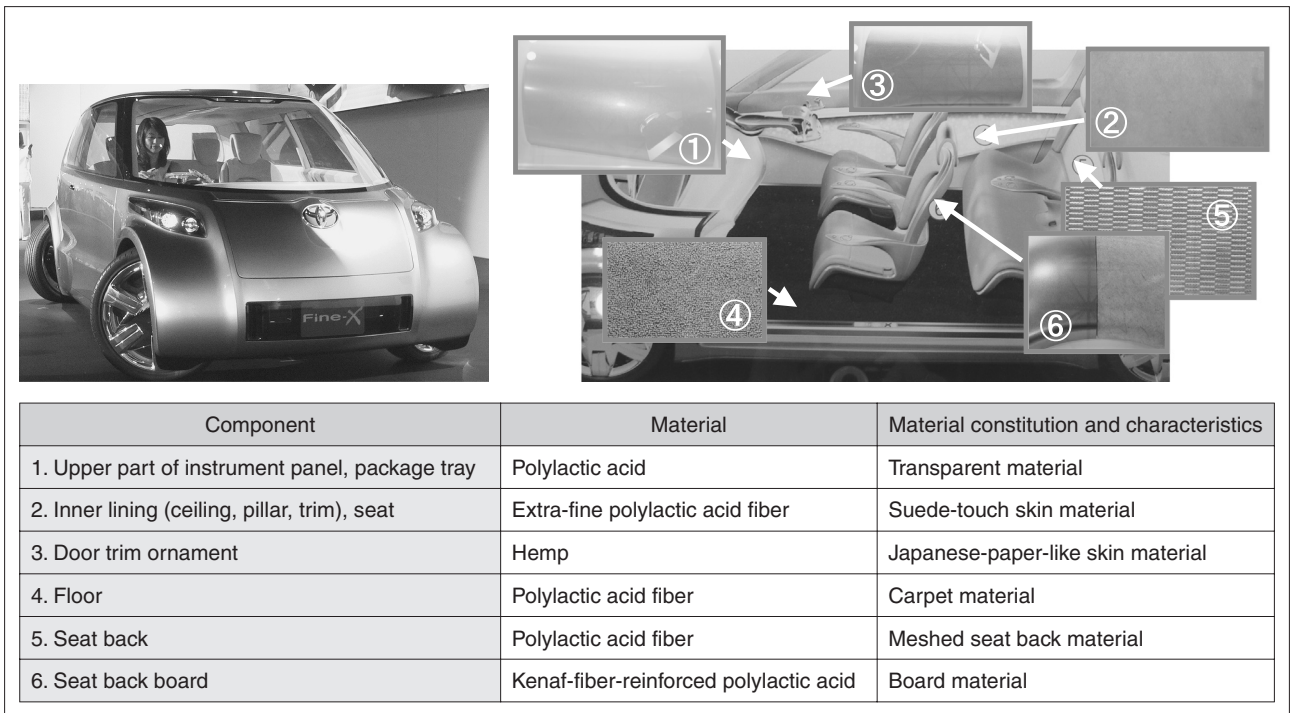 Fine-X
①
③
②
⑤
④
⑥
Component Material Material constitution and characteristics
1. Upper part of instrument panel, package tray Polylactic acid Transparent material
2. Inner lining (ceiling, pillar, trim), seat Extra-fine polylactic acid fiber Suede-touch skin material
3. Door trim ornament Hemp Japanese-paper-like skin material
4. Floor Polylactic acid fiber Carpet material
5. Seat back Polylactic acid fiber Meshed seat back material
6. Seat back board Kenaf-fiber-reinforced polylactic acid Board material